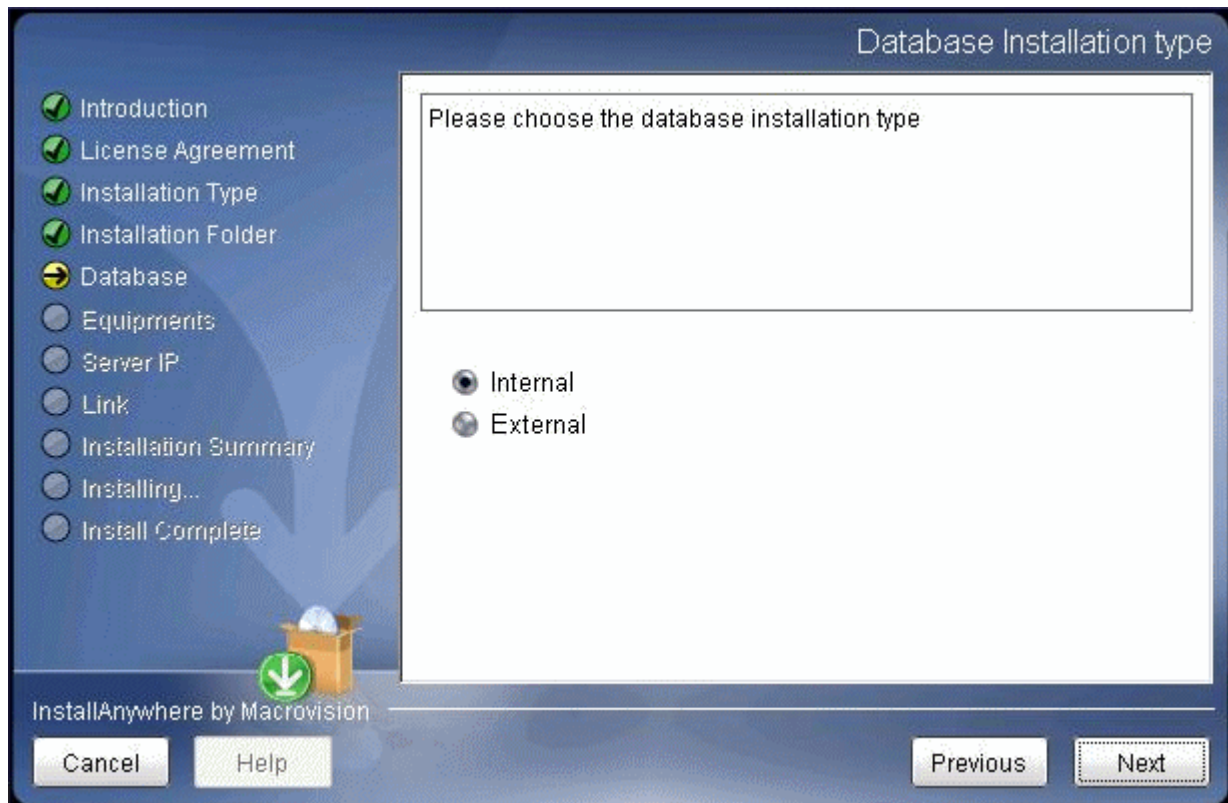 Database Installation type
Introduction
License Agreement
Installation Type
Installation Folder
Database
Equipments
Server IP
Link
Installation Summary
Installing...
Install Complete
Please choose the database installation type
Internal
External
InstallAnywhere by Macrovision
Cancel
Help
Previous
Next